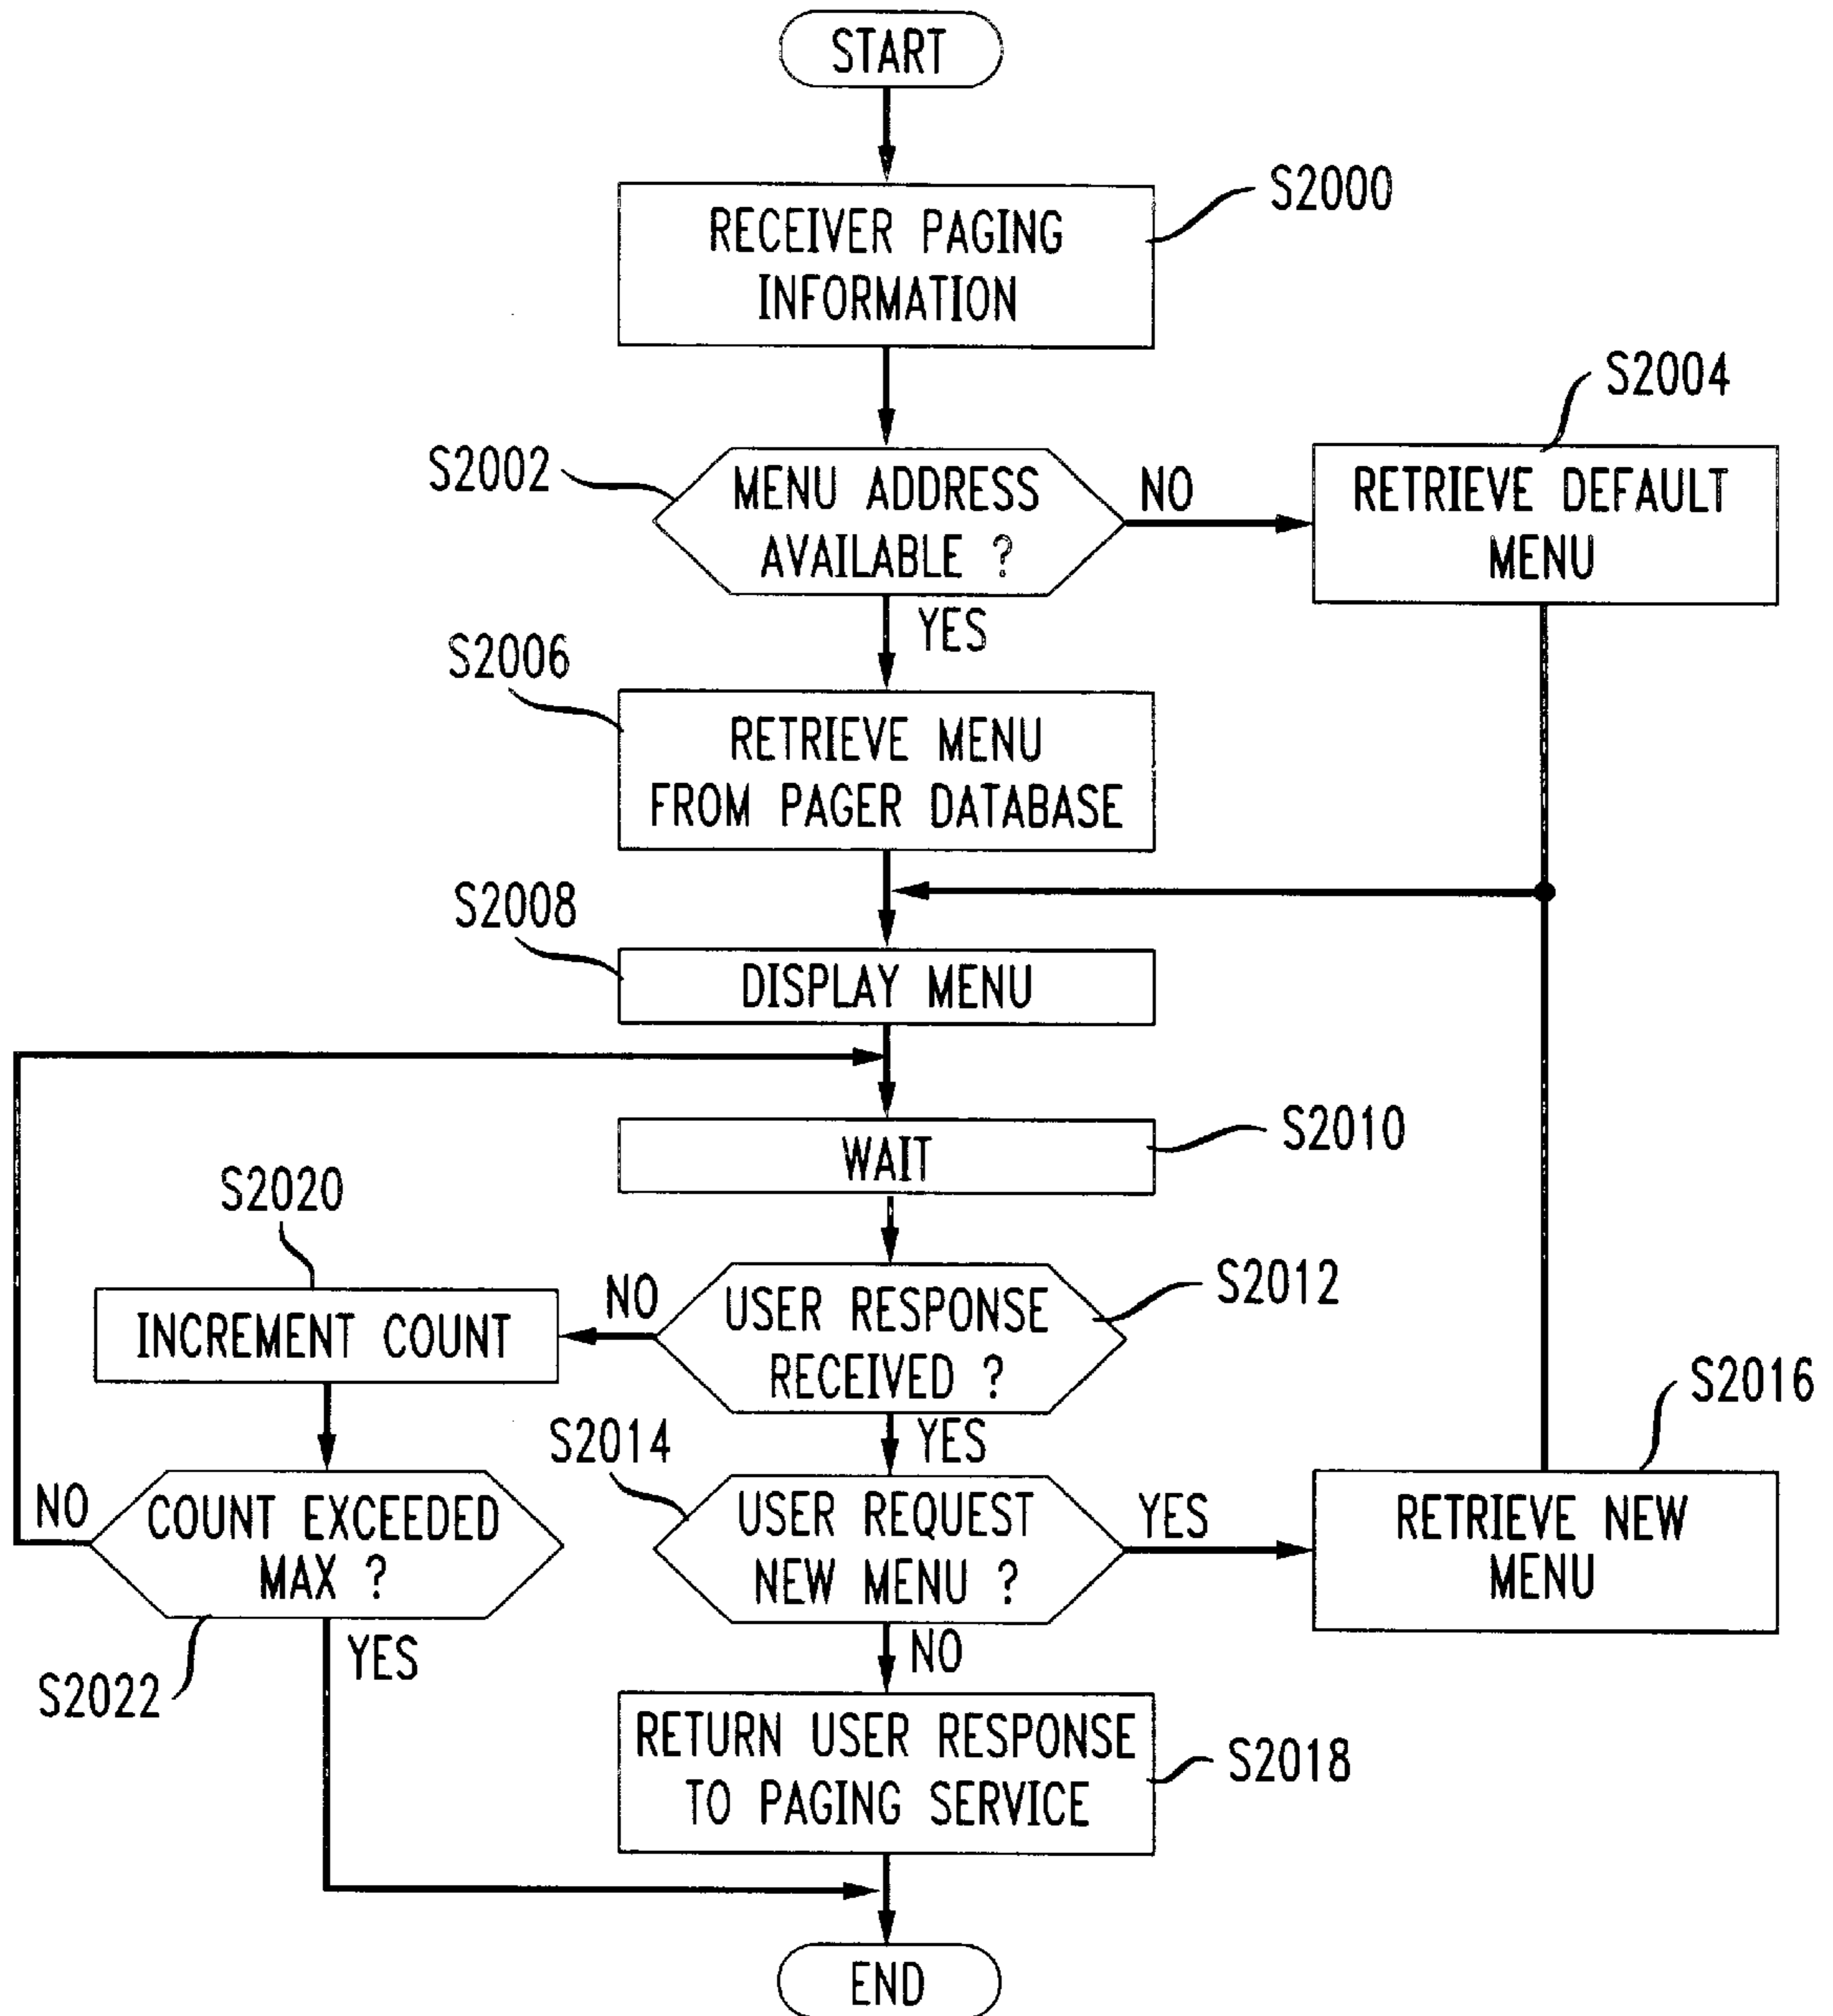 START
S2000
RECEIVER PAGING
INFORMATION
S2004
S2002
MENU ADDRESS
AVAILABLE ?
NO
RETRIEVE DEFAULT
MENU
YES
S2006
RETRIEVE MENU
FROM PAGER DATABASE
S2008
DISPLAY MENU
S2010
WAIT
S2020
S2012
NO
USER RESPONSE
RECEIVED ?
INCREMENT COUNT
S2016
YES
S2014
NO
COUNT EXCEEDED
MAX ?
USER REQUEST
NEW MENU ?
YES
RETRIEVE NEW
MENU
YES
NO
S2022
RETURN USER RESPONSE
TO PAGING SERVICE
S2018
END